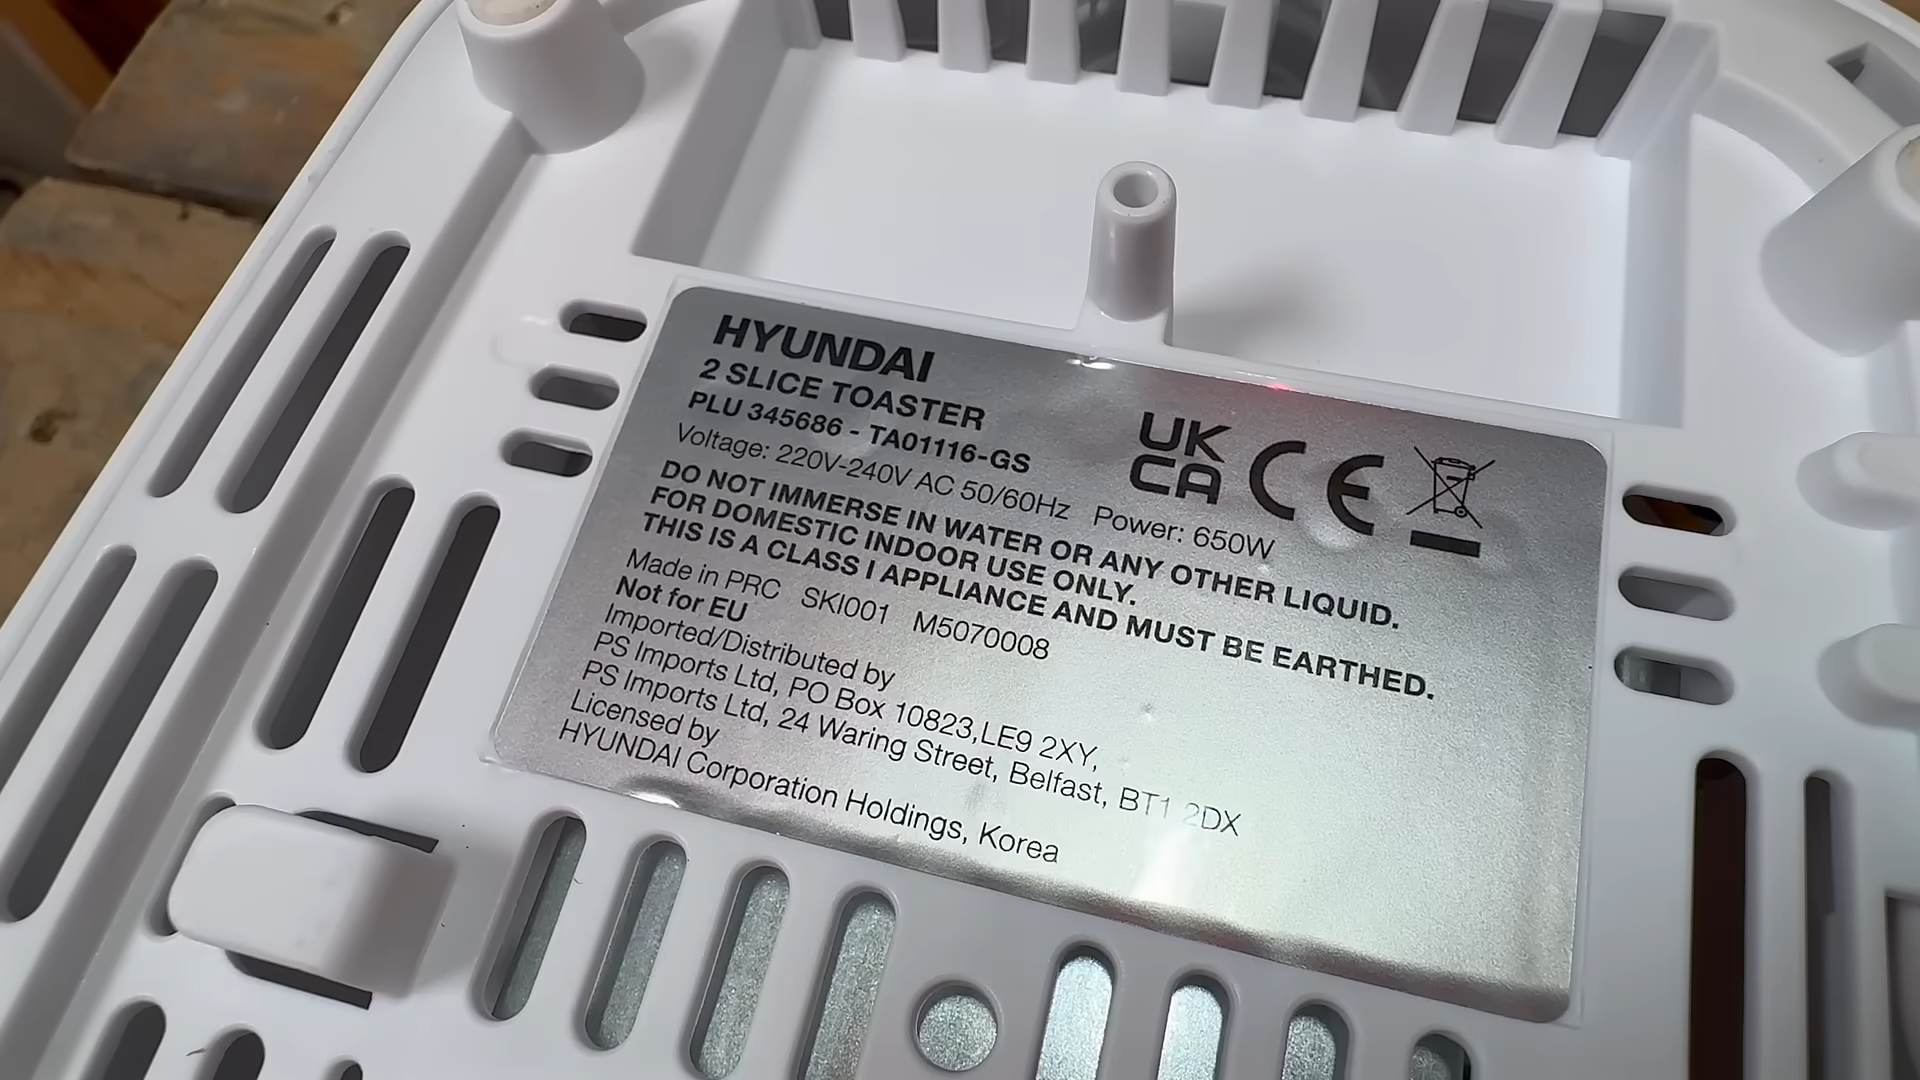 HYUNDAI
2 SLICE TOASTER
PLU 345686 - TA01116-GS
Voltage: 220V-240V AC 50/60Hz Power: 650W
UK
CA CE
DO NOT IMMERSE IN WATER OR ANY OTHER LIQUID.
FOR DOMESTIC INDOOR USE ONLY.
THIS IS A CLASS I APPLIANCE AND MUST BE EARTHED.
Made in PRC SKI001 M5070008
Not for EU
Imported/Distributed by
PS Imports Ltd, PO Box 10823,LE9 2XY,
PS Imports Ltd, 24 Waring Street, Belfast, BT1 2DX
Licensed by
HYUNDAI Corporation Holdings, Korea